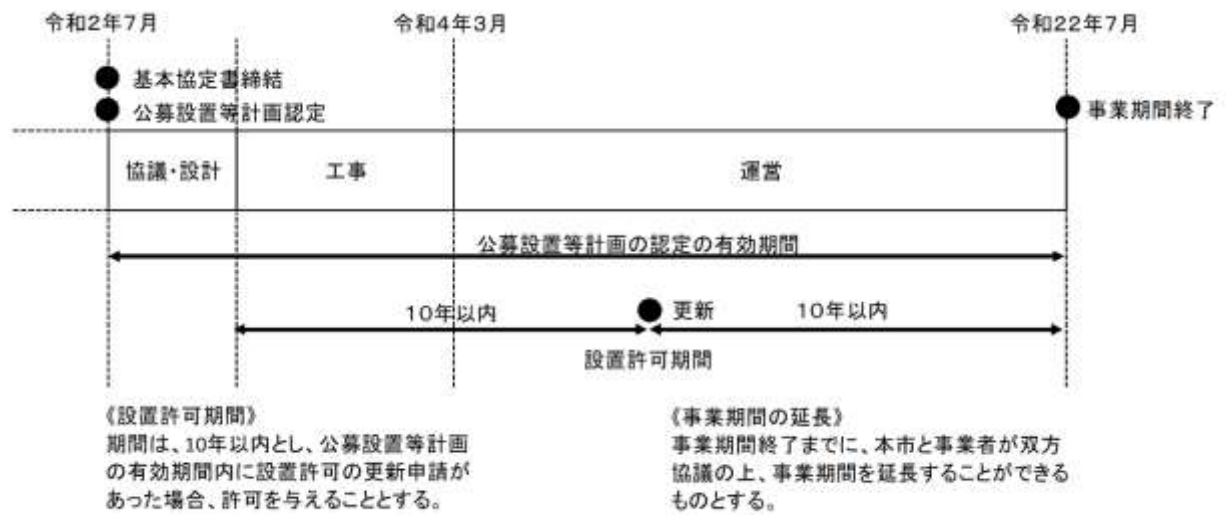 令和2年7月
令和4年3月
令和22年7月
基本協定書締結
公募設置等計画認定
事業期間終了
協議・設計
工事
運営
公募設置等計画の認定の有効期間
10年以内
更新
10年以内
設置許可期間
《設置許可期間》
期間は、10年以内とし、公募設置等計画
の有効期間内に設置許可の更新申請が
あった場合、許可を与えることとする。
《事業期間の延長》
事業期間終了までに、本市と事業者が双方
協議の上、事業期間を延長することができる
ものとする。